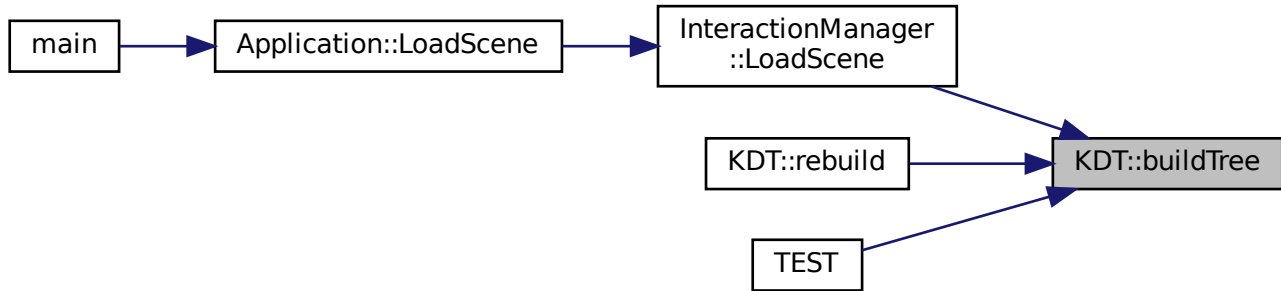 main
Application::LoadScene
InteractionManager
::LoadScene
KDT::rebuild
KDT::buildTree
TEST